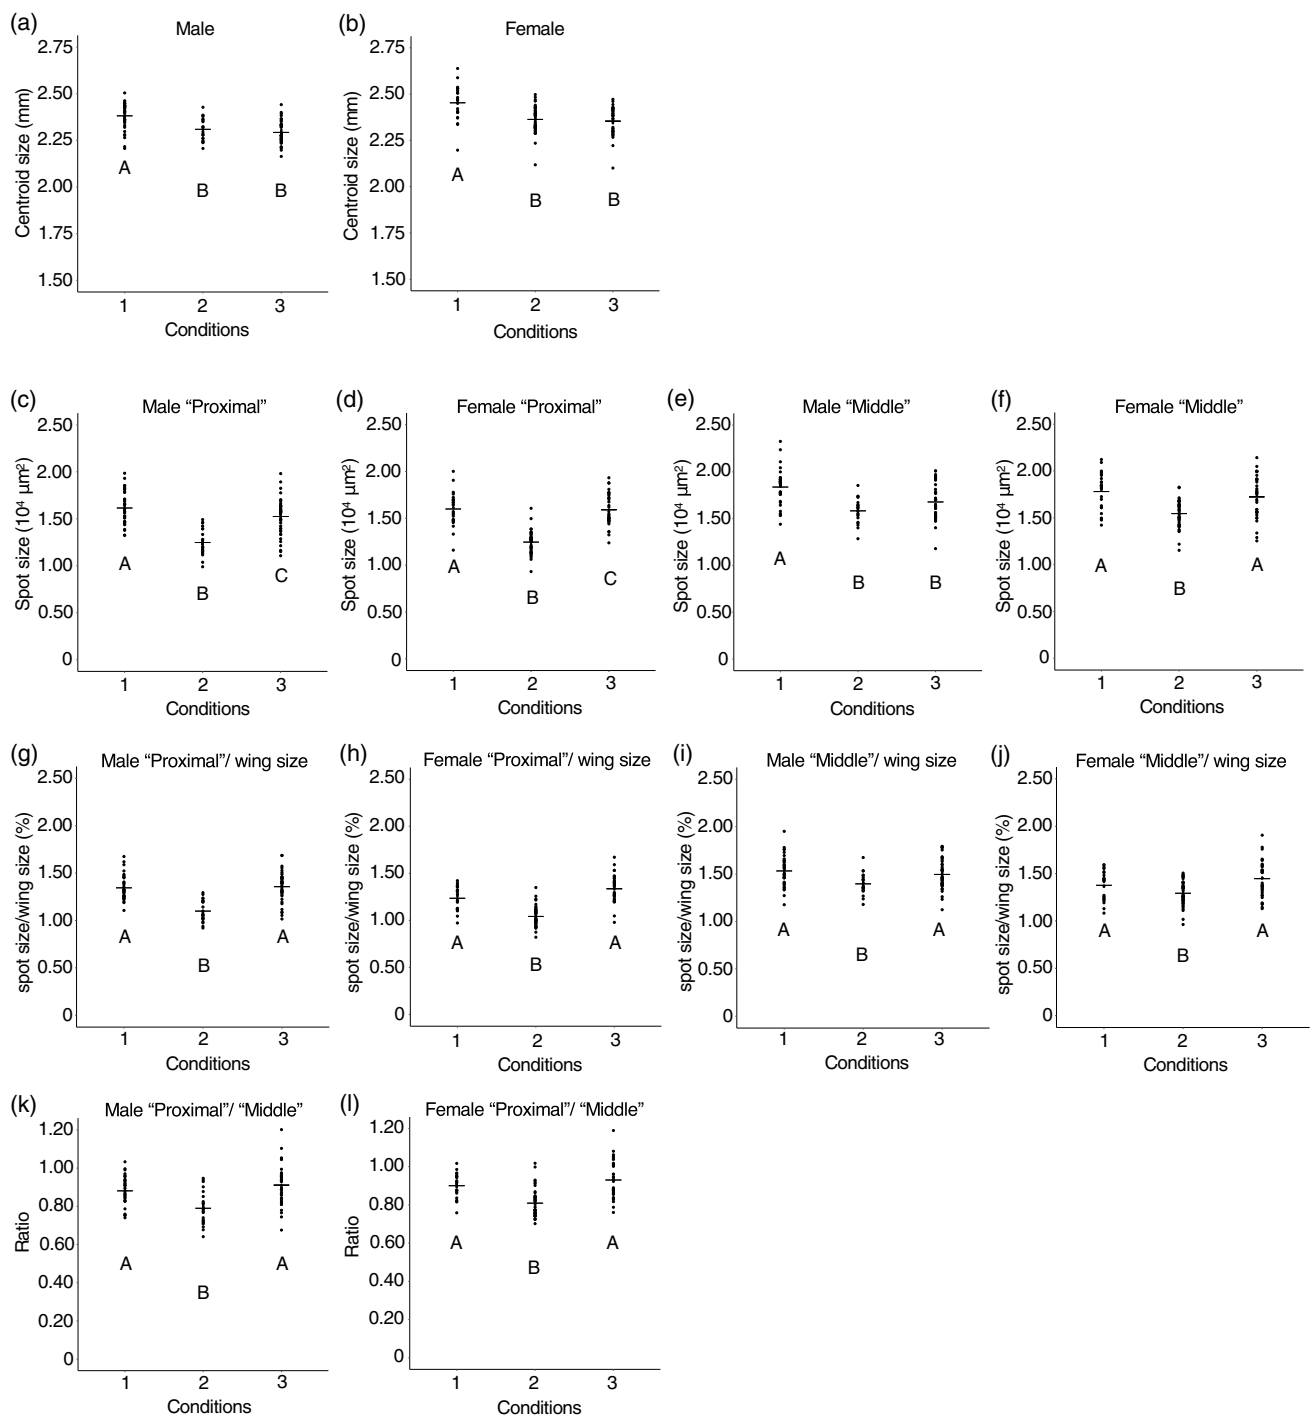 (a) Male
Centroid size (mm)
2.75
2.50
2.25
2.00
1.75
1.50
A B B
1 2 3
Conditions
(b) Female
Centroid size (mm)
2.75
2.50
2.25
2.00
1.75
1.50
A B B
1 2 3
Conditions
(c) Male “Proximal”
Spot size (10⁴ µm²)
2.50
2.00
1.50
1.00
0.50
0
A B C
1 2 3
Conditions
(d) Female “Proximal”
Spot size (10⁴ µm²)
2.50
2.00
1.50
1.00
0.50
0
A B C
1 2 3
Conditions
(e) Male “Middle”
Spot size (10⁴ µm²)
2.50
2.00
1.50
1.00
0.50
0
A B B
1 2 3
Conditions
(f) Female “Middle”
Spot size (10⁴ µm²)
2.50
2.00
1.50
1.00
0.50
0
A B A
1 2 3
Conditions
(g) Male “Proximal”/ wing size
spot size/wing size (%)
2.50
2.00
1.50
1.00
0.50
0
A B A
1 2 3
Conditions
(h) Female “Proximal”/ wing size
spot size/wing size (%)
2.50
2.00
1.50
1.00
0.50
0
A B A
1 2 3
Conditions
(i) Male “Middle”/ wing size
spot size/wing size (%)
2.50
2.00
1.50
1.00
0.50
0
A B A
1 2 3
Conditions
(j) Female “Middle”/ wing size
spot size/wing size (%)
2.50
2.00
1.50
1.00
0.50
0
A B A
1 2 3
Conditions
(k) Male “Proximal”/ “Middle”
Ratio
1.20
1.00
0.80
0.60
0.40
0.20
0
A B A
1 2 3
Conditions
(l) Female “Proximal”/ “Middle”
Ratio
1.20
1.00
0.80
0.60
0.40
0.20
0
A B A
1 2 3
Conditions